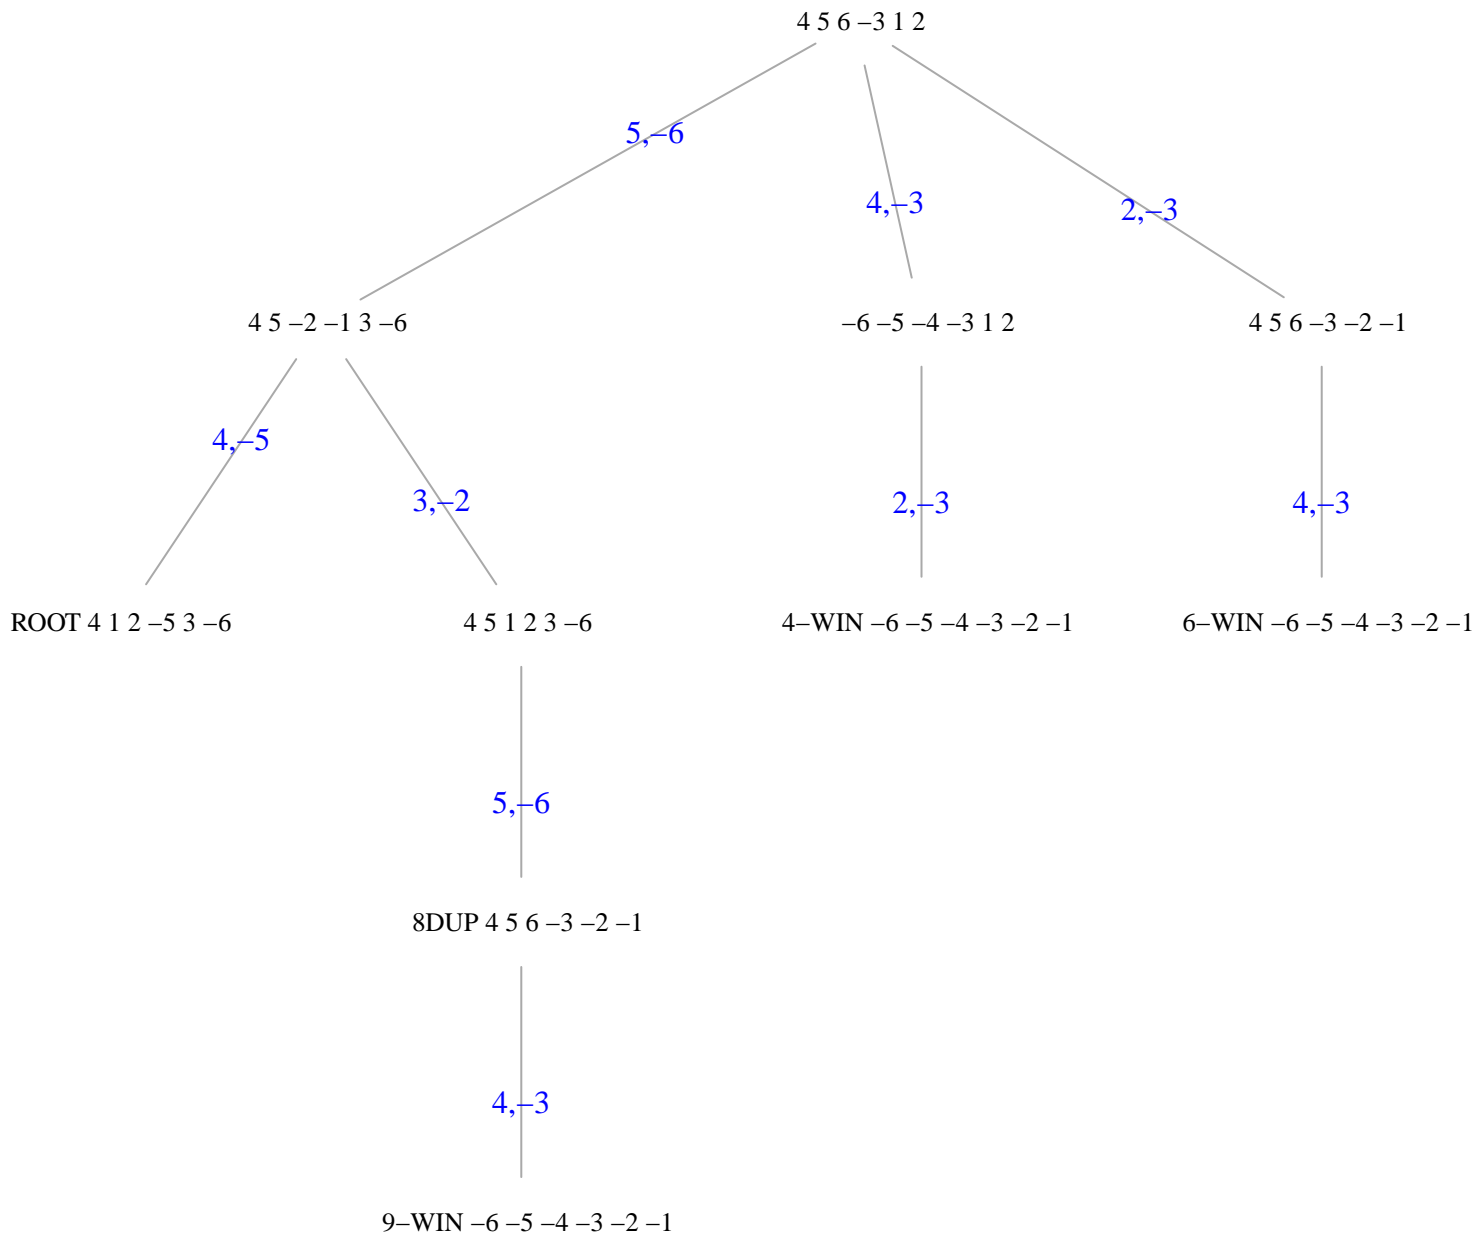 4 5 6 –3 1 2
5,–6
4,–3
2,–3
4 5 –2 –1 3 –6
–6 –5 –4 –3 1 2
4 5 6 –3 –2 –1
4,–5
3,–2
2,–3
4,–3
ROOT 4 1 2 –5 3 –6
4 5 1 2 3 –6
4–WIN –6 –5 –4 –3 –2 –1
6–WIN –6 –5 –4 –3 –2 –1
5,–6
8DUP 4 5 6 –3 –2 –1
4,–3
9–WIN –6 –5 –4 –3 –2 –1